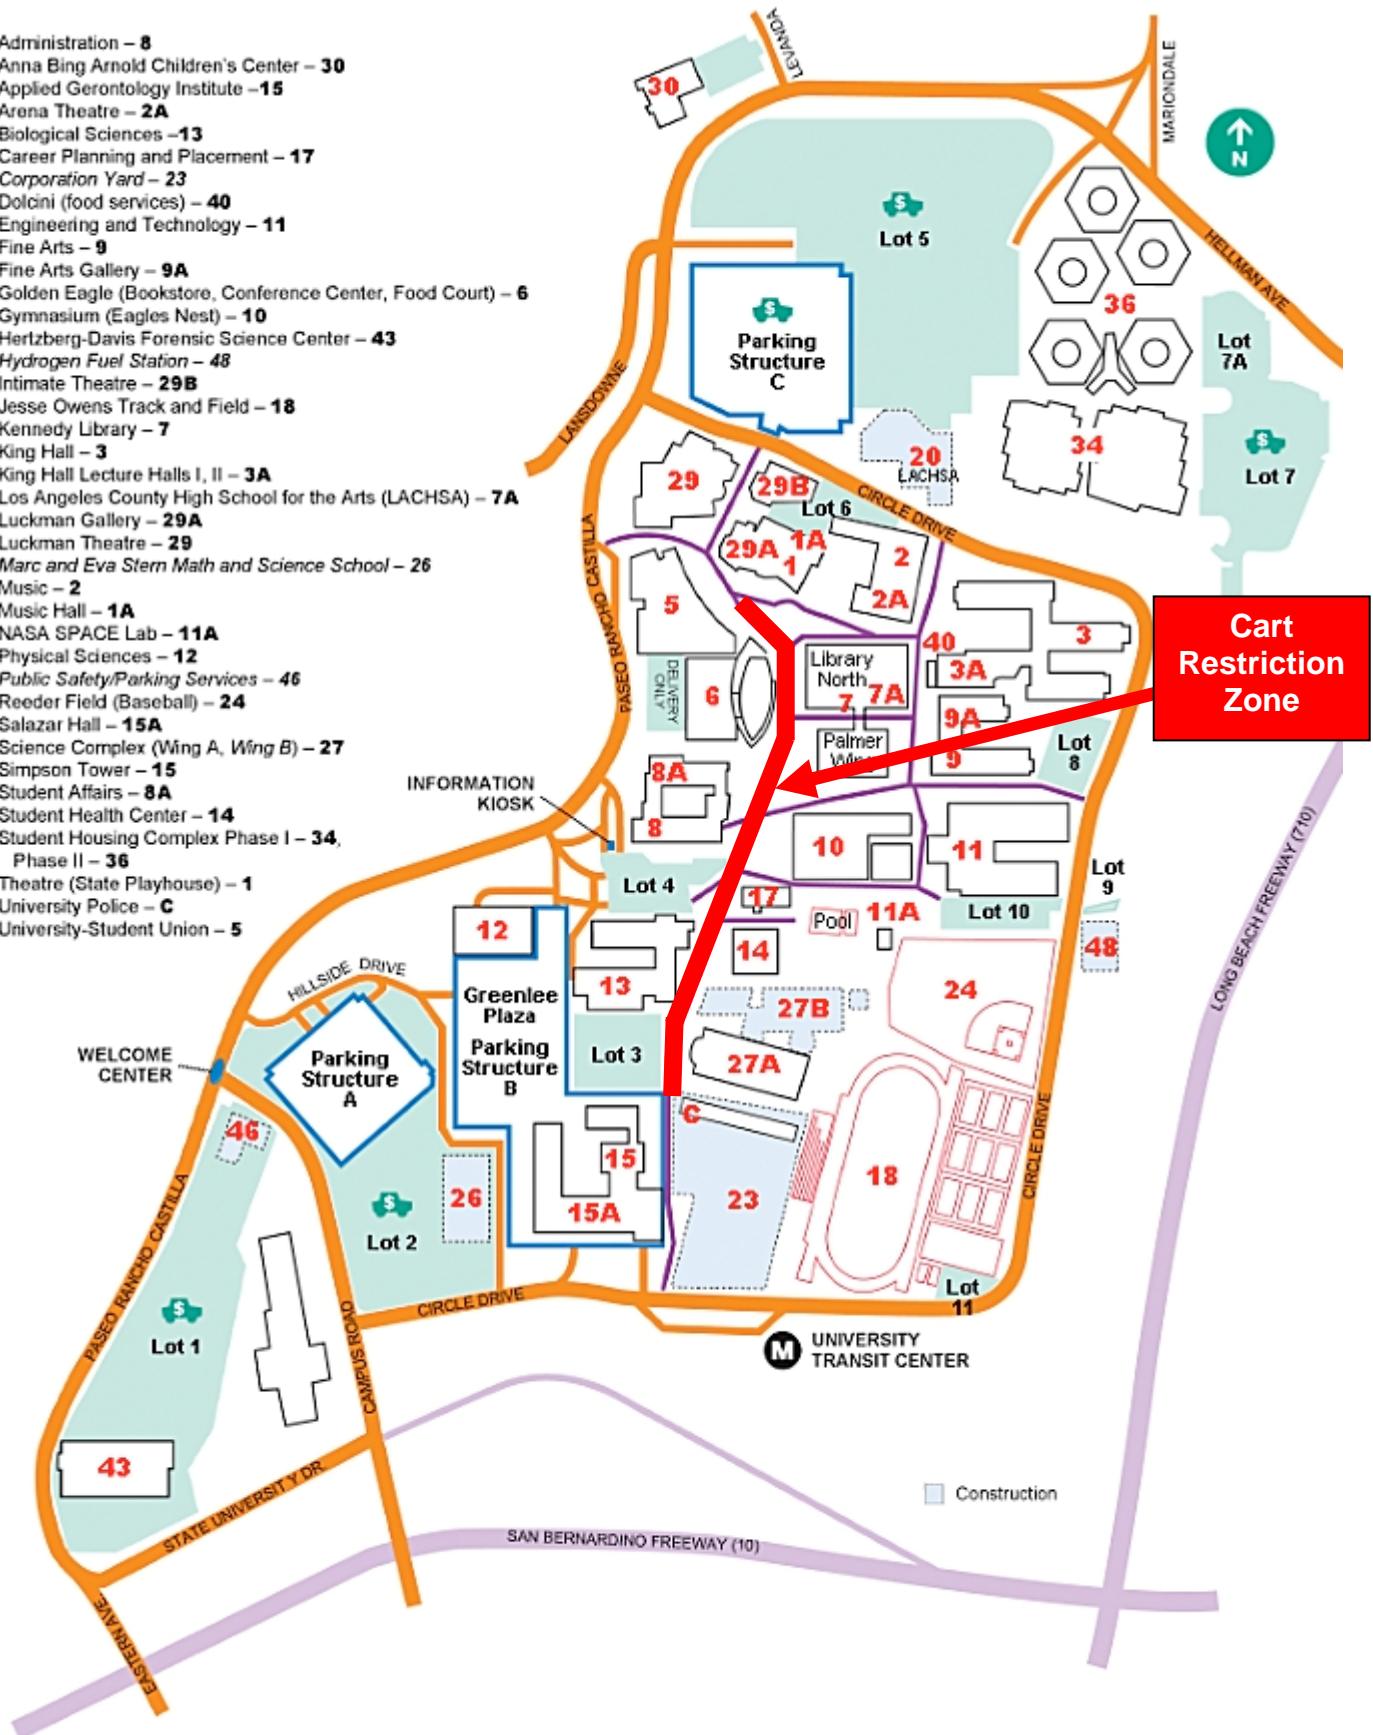 Administration – 8
Anna Bing Arnold Children's Center – 30
Applied Gerontology Institute –15
Arena Theatre – 2A
Biological Sciences –13
Career Planning and Placement – 17
Corporation Yard – 23
Dolcini (food services) – 40
Engineering and Technology – 11
Fine Arts – 9
Fine Arts Gallery – 9A
Golden Eagle (Bookstore, Conference Center, Food Court) – 6
Gymnasium (Eagles Nest) – 10
Hertzberg-Davis Forensic Science Center – 43
Hydrogen Fuel Station – 48
Intimate Theatre – 29B
Jesse Owens Track and Field – 18
Kennedy Library – 7
King Hall – 3
King Hall Lecture Halls I, II – 3A
Los Angeles County High School for the Arts (LACHSA) – 7A
Luckman Gallery – 29A
Luckman Theatre – 29
Marc and Eva Stern Math and Science School – 26
Music – 2
Music Hall – 1A
NASA SPACE Lab – 11A
Physical Sciences – 12
Public Safety/Parking Services – 46
Reeder Field (Baseball) – 24
Salazar Hall – 15A
Science Complex (Wing A, Wing B) – 27
Simpson Tower – 15
Student Affairs – 8A
Student Health Center – 14
Student Housing Complex Phase I – 34,
Phase II – 36
Theatre (State Playhouse) – 1
University Police – C
University-Student Union – 5
LEVANDA
MARIONDALE
N
30
$
Lot 5
HELLMAN AVE
36
$
Parking
Structure
C
Lot
7A
LANSDOWNE
$
Lot 7
34
20
LACHSA
29
29B
CIRCLE DRIVE
Lot 6
PASEO RANCHO CASTILLA
29A
1A
1
2
2A
5
40
3
3A
Cart
Restriction
Zone
Library
North
7
7A
DELIVERY
ONLY
6
9A
9
Palmer
Wing
Lot
8
8A
8
INFORMATION
KIOSK
10
11
Lot 4
17
Lot
9
Pool
11A
Lot 10
12
14
48
LONG BEACH FREEWAY (710)
HILLSIDE DRIVE
13
Greenlee
Plaza
27B
24
WELCOME
CENTER
Parking
Structure
A
Parking
Structure
B
Lot 3
27A
C
46
15
CIRCLE DRIVE
18
26
15A
23
$
Lot 2
PASEO RANCHO CASTILLA
Lot
11
CIRCLE DRIVE
$
Lot 1
CAMPUS ROAD
M
UNIVERSITY
TRANSIT CENTER
43
STATE UNIVERSITY DR.
Construction
SAN BERNARDINO FREEWAY (10)
EASTERN AVE.